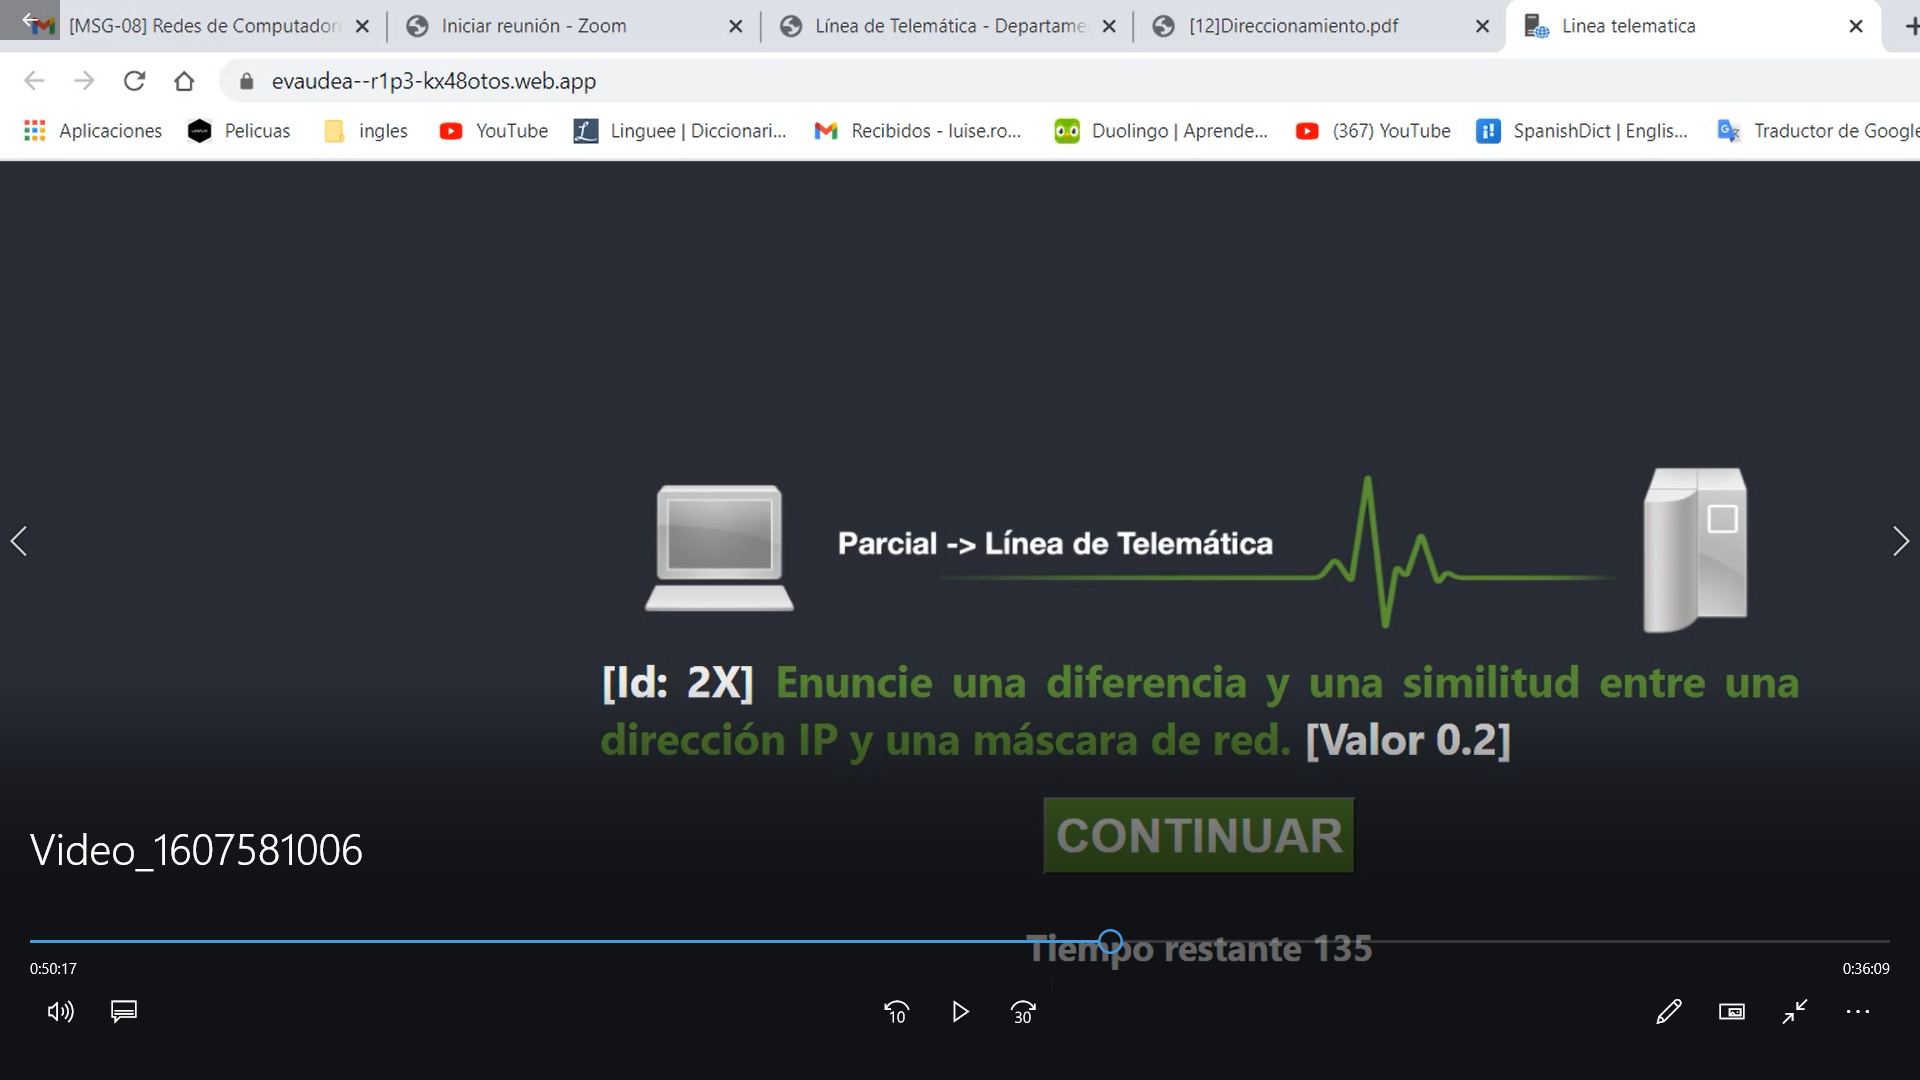 [MSG-08] Redes de Computador
Iniciar reunión - Zoom
Línea de Telemática - Departame
[12]Direccionamiento.pdf
Linea telematica
evaudea--r1p3-kx48otos.web.app
Aplicaciones
Pelicuas
ingles
YouTube
Linguee | Diccionari...
Recibidos - luise.ro...
Duolingo | Aprende...
(367) YouTube
SpanishDict | Englis...
Traductor de Google
Parcial -> Línea de Telemática
[Id: 2X] Enuncie una diferencia y una similitud entre una
dirección IP y una máscara de red. [Valor 0.2]
CONTINUAR
Video_1607581006
Tiempo restante 135
0:50:17
0:36:09
10
30